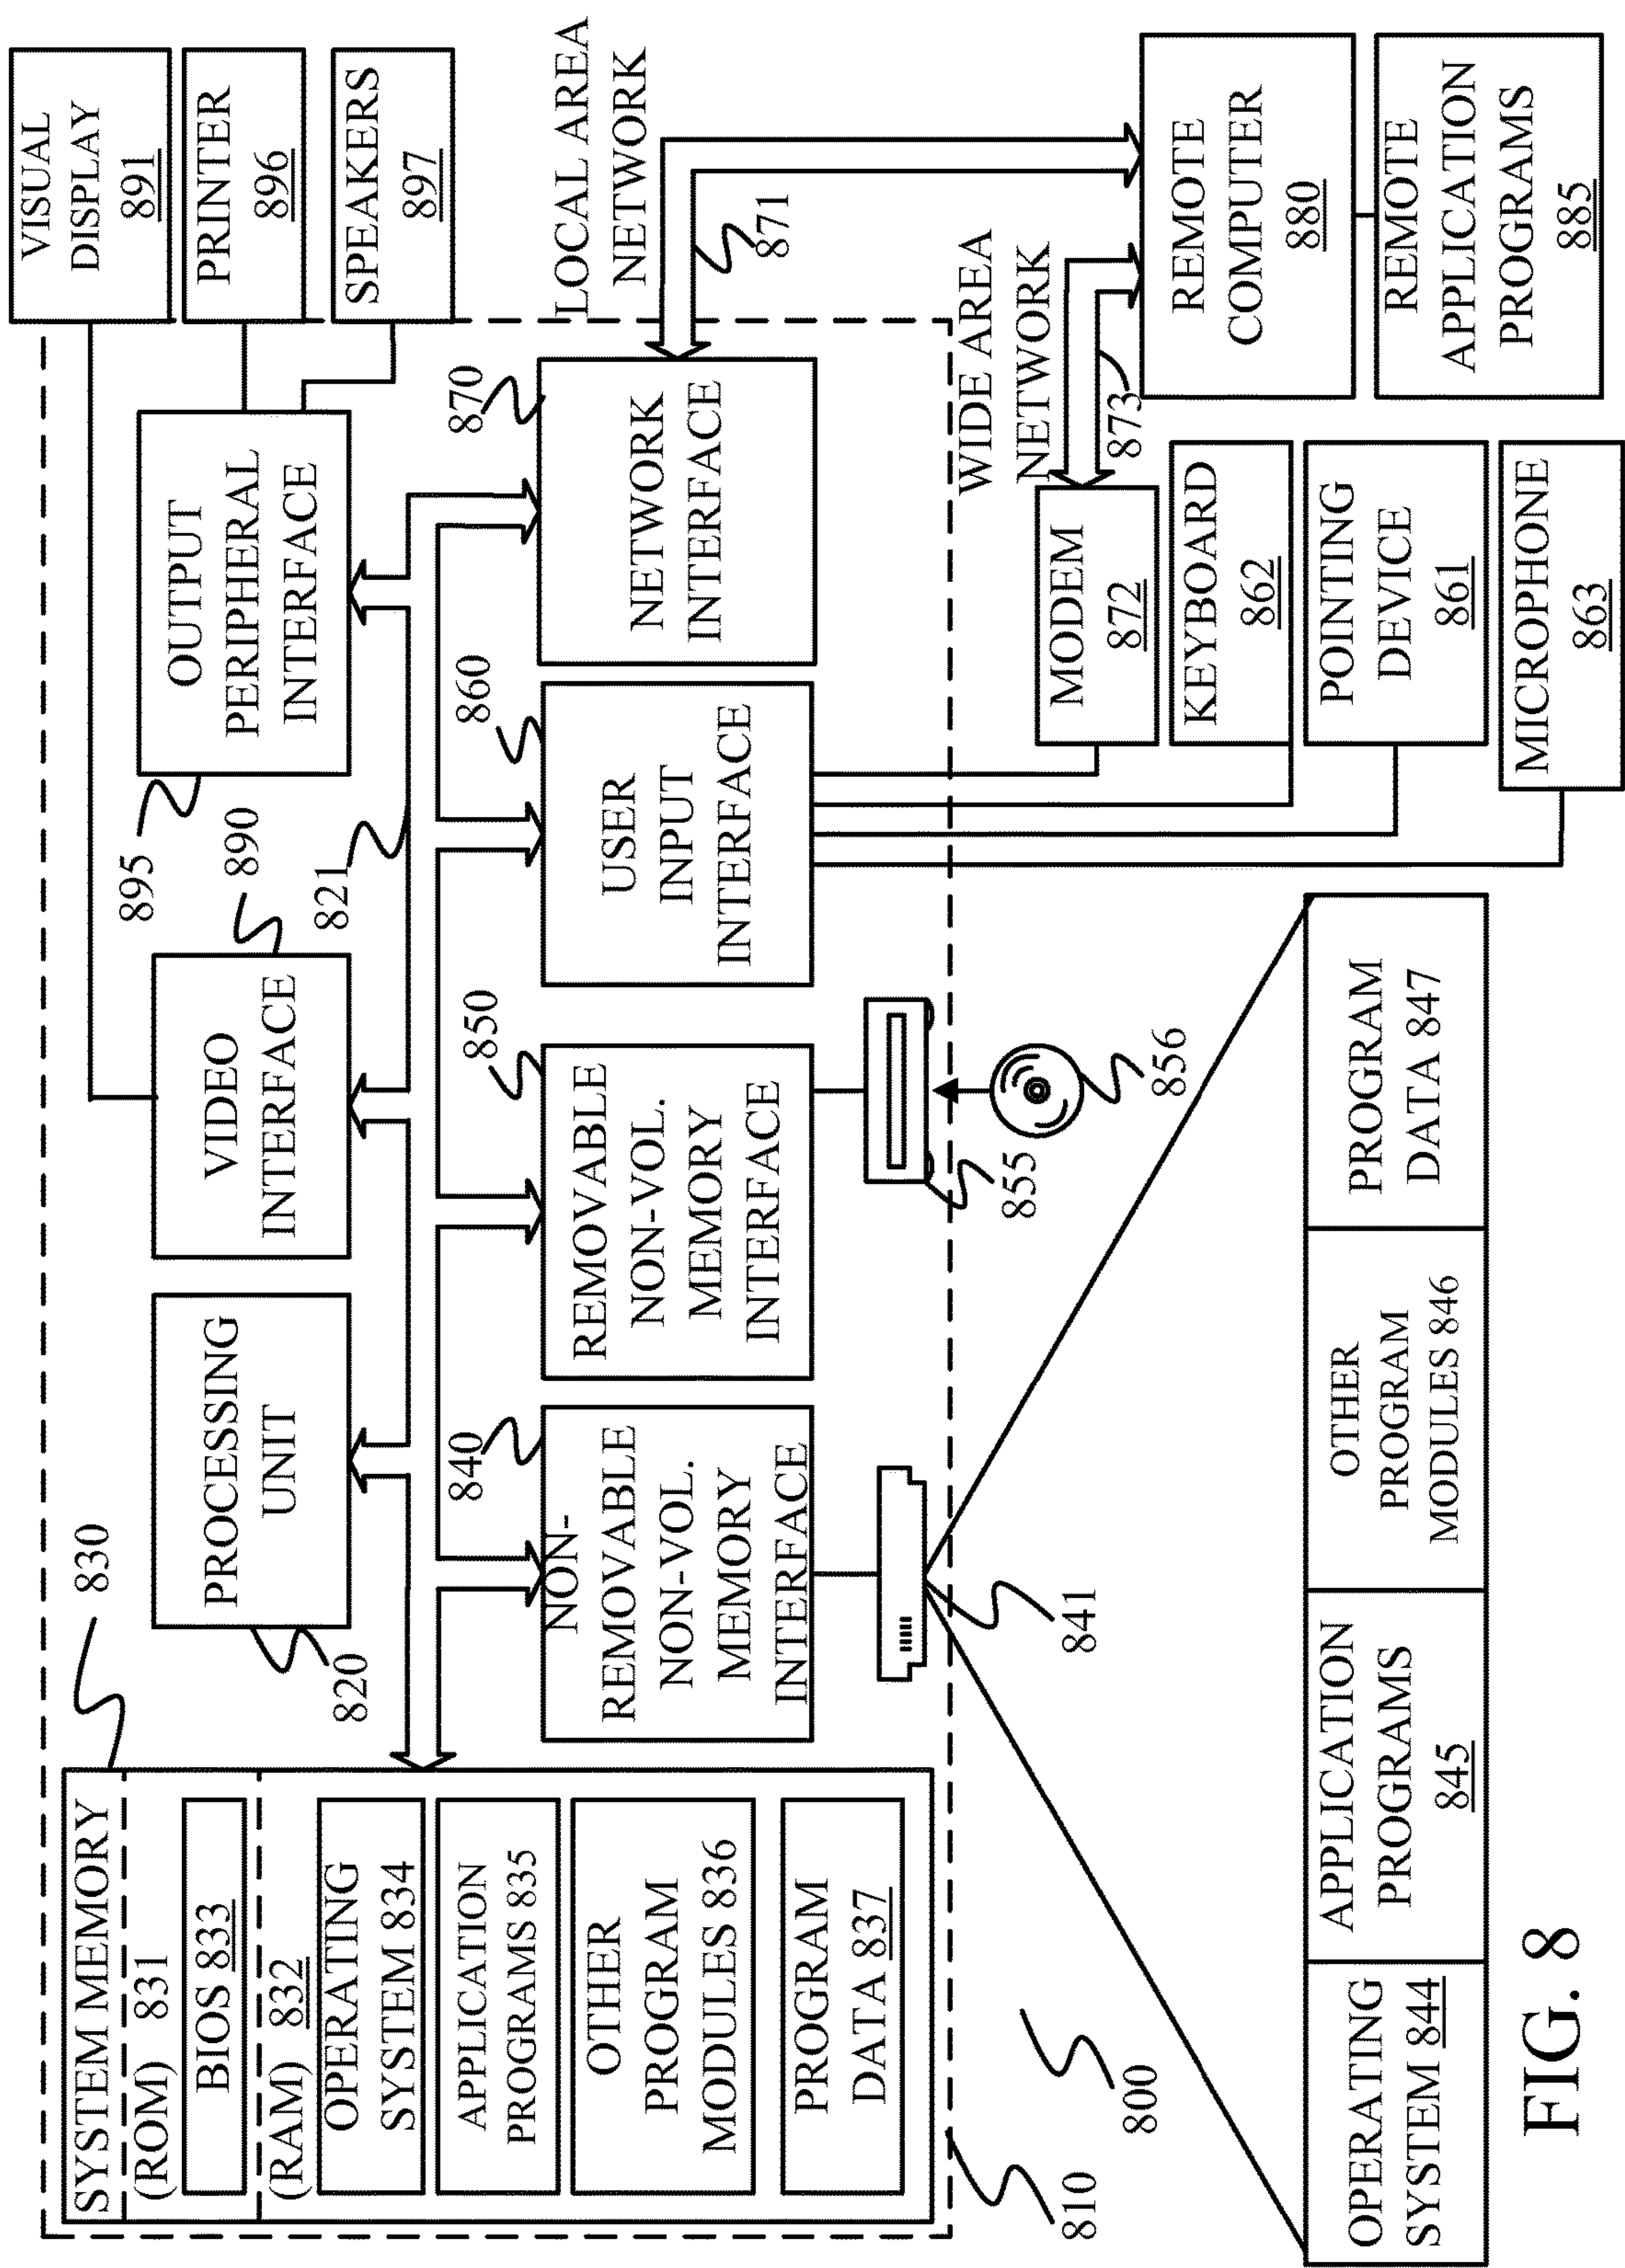 SYSTEM MEMORY
(ROM) 831
BIOS 833
(RAM) 832
OPERATING
SYSTEM 834
APPLICATION
PROGRAMS 835
OTHER
PROGRAM
MODULES 836
PROGRAM
DATA 837
830
PROCESSING
UNIT
820
VIDEO
INTERFACE
890
895
OUTPUT
PERIPHERAL
INTERFACE
821
VISUAL
DISPLAY
891
PRINTER
896
SPEAKERS
897
840
NON-
REMOVABLE
NON-VOL.
MEMORY
INTERFACE
850
REMOVABLE
NON-VOL.
MEMORY
INTERFACE
860
USER
INPUT
INTERFACE
870
NETWORK
INTERFACE
LOCAL AREA
NETWORK
871
841
855
856
WIDE AREA
NETWORK
873
MODEM
872
KEYBOARD
862
POINTING
DEVICE
861
MICROPHONE
863
REMOTE
COMPUTER
880
REMOTE
APPLICATION
PROGRAMS
885
810
800
OPERATING
SYSTEM 844
APPLICATION
PROGRAMS
845
OTHER
PROGRAM
MODULES 846
PROGRAM
DATA 847
FIG. 8